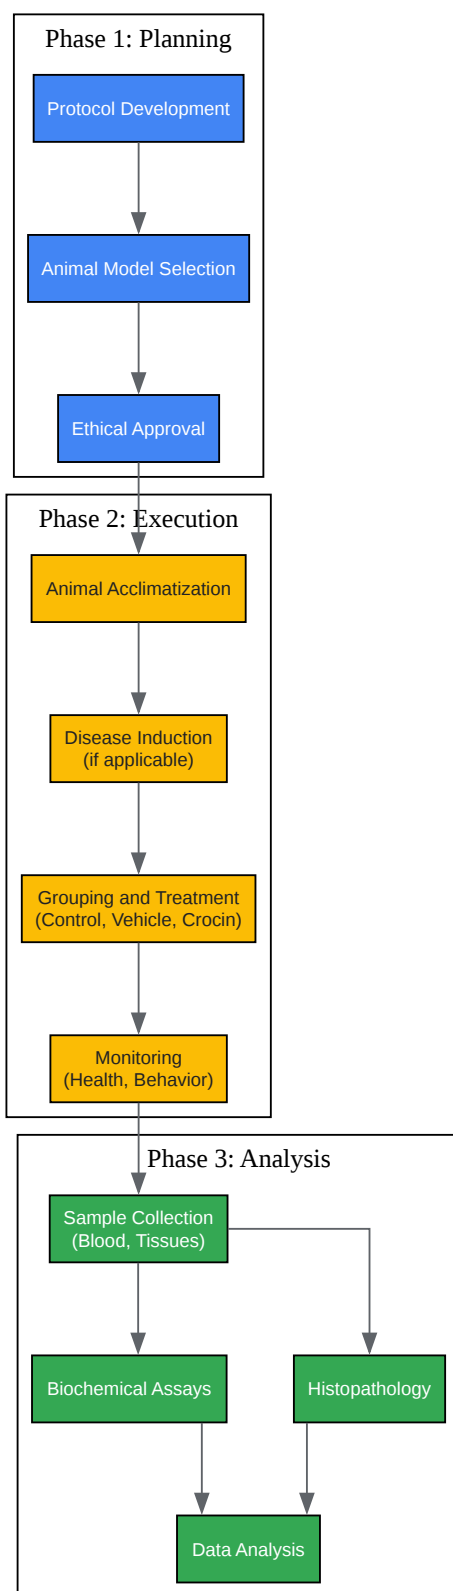 Phase 1: Planning
Protocol Development
Animal Model Selection
Ethical Approval
Phase 2: Execution
Animal Acclimatization
Disease Induction
(if applicable)
Grouping and Treatment
(Control, Vehicle, Crocin)
Monitoring
(Health, Behavior)
Phase 3: Analysis
Sample Collection
(Blood, Tissues)
Biochemical Assays
Histopathology
Data Analysis